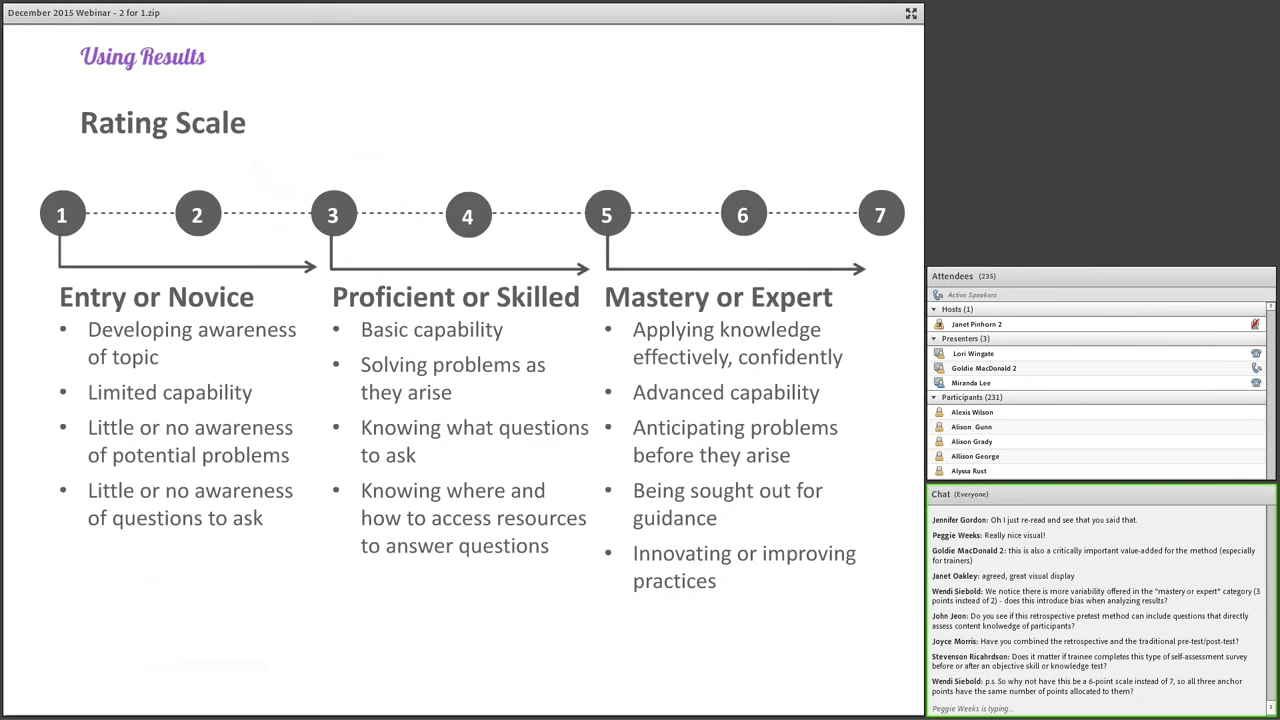 December 2015 Webinar - 2 for 1.zip
Using Results
Rating Scale
1 2 3 4 5 6 7
Entry or Novice
• Developing awareness
of topic
• Limited capability
• Little or no awareness
of potential problems
• Little or no awareness
of questions to ask
Proficient or Skilled
• Basic capability
• Solving problems as
they arise
• Knowing what questions
to ask
• Knowing where and
how to access resources
to answer questions
Mastery or Expert
• Applying knowledge
effectively, confidently
• Advanced capability
• Anticipating problems
before they arise
• Being sought out for
guidance
• Innovating or improving
practices
Attendees (235)
Active Speakers
Hosts (1)
Janet Pinhorn 2
Presenters (3)
Lori Wingate
Goldie MacDonald 2
Miranda Lee
Participants (231)
Alexis Wilson
Alison Gunn
Alison Grady
Allison George
Alyssa Rust
Chat (Everyone)
Jennifer Gordon: Oh I just re-read and see that you said that.
Peggie Weeks: Really nice visual!
Goldie MacDonald 2: this is also a critically important value-added for the method (especially
for trainers)
Janet Oakley: agreed, great visual display
Wendi Siebold: We notice there is more variability offered in the "mastery or expert" category (3
points instead of 2) - does this introduce bias when analyzing results?
John Jeon: Do you see if this retrospective pretest method can include questions that directly
assess content knolwedge of participants?
Joyce Morris: Have you combined the retrospective and the traditional pre-test/post-test?
Stevenson Ricahrdson: Does it matter if trainee completes this type of self-assessment survey
before or after an objective skill or knowledge test?
Wendi Siebold: p.s. So why not have this be a 6-point scale instead of 7, so all three anchor
points have the same number of points allocated to them?
Peggie Weeks is typing...